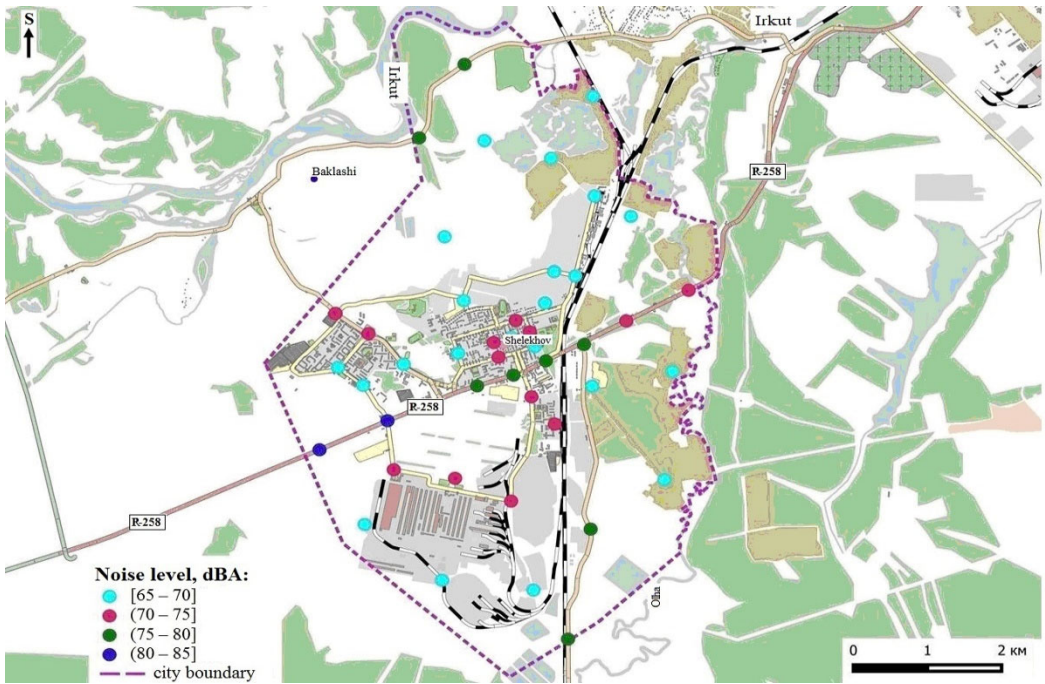 S
Irkut
Irkut
R-258
Baklashi
Shelekhov
R-258
R-258
Olha
Noise level, dBA:
[65 – 70]
(70 – 75]
(75 – 80]
(80 – 85]
city boundary
0 1 2 км